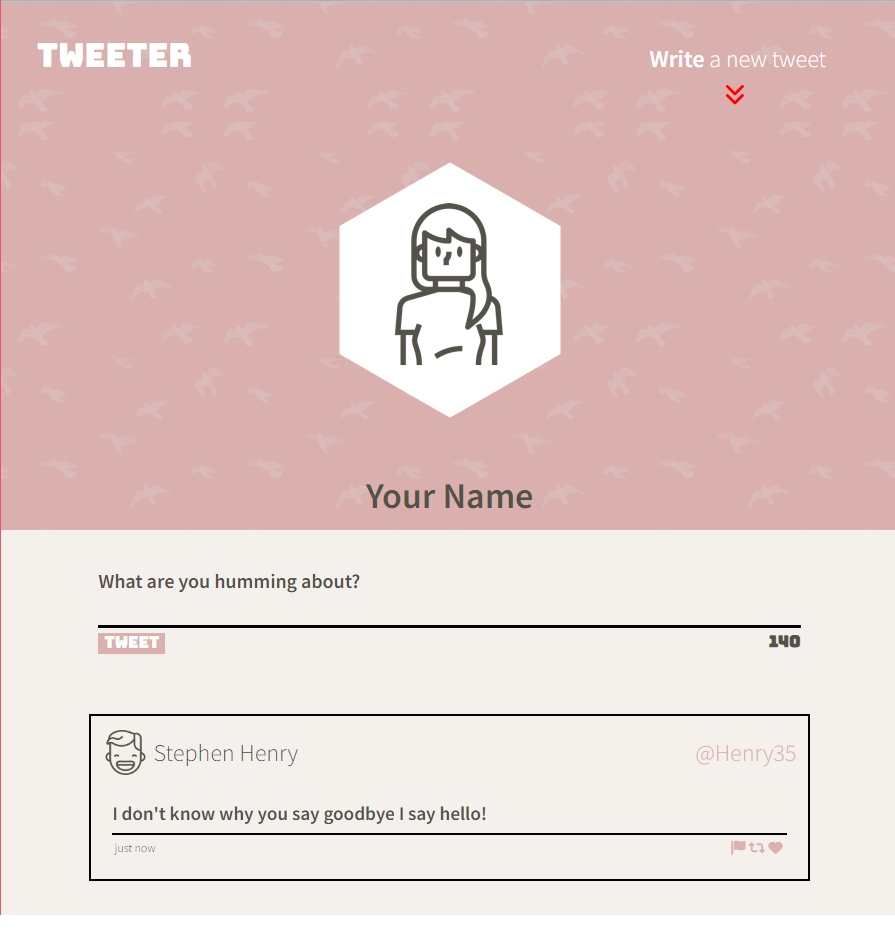 TWEETER
Write a new tweet
Your Name
What are you humming about?
TWEET 140
Stephen Henry @Henry35
I don't know why you say goodbye I say hello!
just now